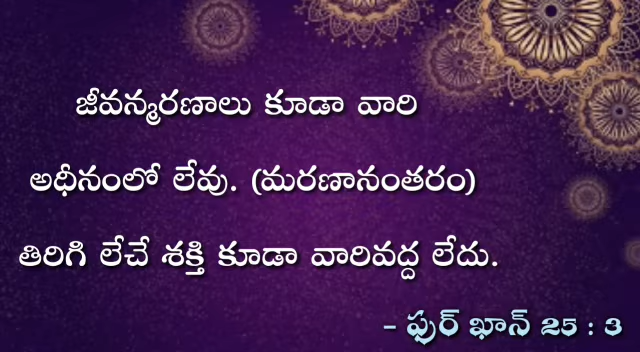 జీవన్మరణాలు కూడా వారి
అధీనంలో లేవు. (మరణానంతరం)
తిరిగి లేచే శక్తి కూడా వారివద్ద లేదు.
- ఫుర్ ఖాన్ 25 : 3